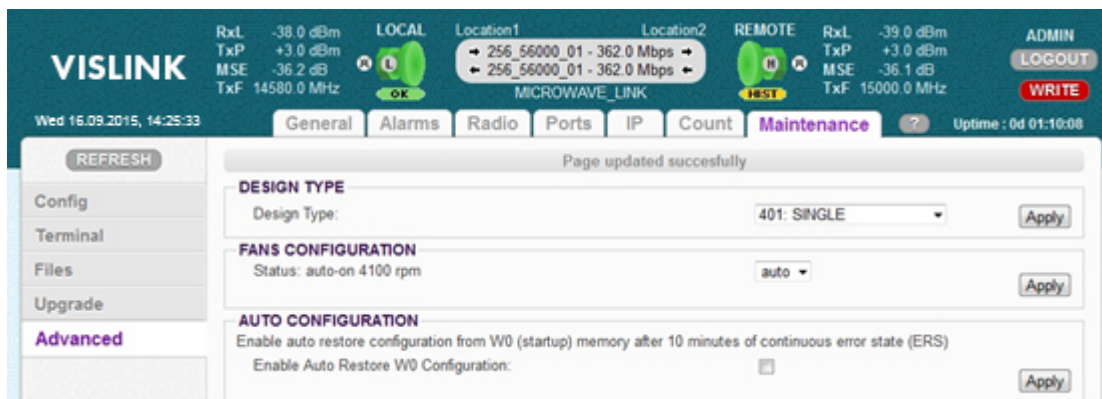 VISLINK
RxL -38.0 dBm
TxP +3.0 dBm
MSE -36.2 dB
TxF 14580.0 MHz
LOCAL
R L
OK
Location1 Location2
➔ 256_56000_01 - 362.0 Mbps ➔
← 256_56000_01 - 362.0 Mbps ←
MICROWAVE_LINK
REMOTE
H R
HIST
RxL -39.0 dBm
TxP +3.0 dBm
MSE -36.1 dB
TxF 15000.0 MHz
ADMIN
LOGOUT
WRITE
Wed 16.09.2015, 14:25:33
General Alarms Radio Ports IP Count Maintenance ?
Uptime : 0d 01:10:08
REFRESH
Config
Terminal
Files
Upgrade
Advanced
Page updated succesfully
DESIGN TYPE
Design Type: 401: SINGLE Apply
FANS CONFIGURATION
Status: auto-on 4100 rpm auto Apply
AUTO CONFIGURATION
Enable auto restore configuration from W0 (startup) memory after 10 minutes of continuous error state (ERS)
Enable Auto Restore W0 Configuration: Apply